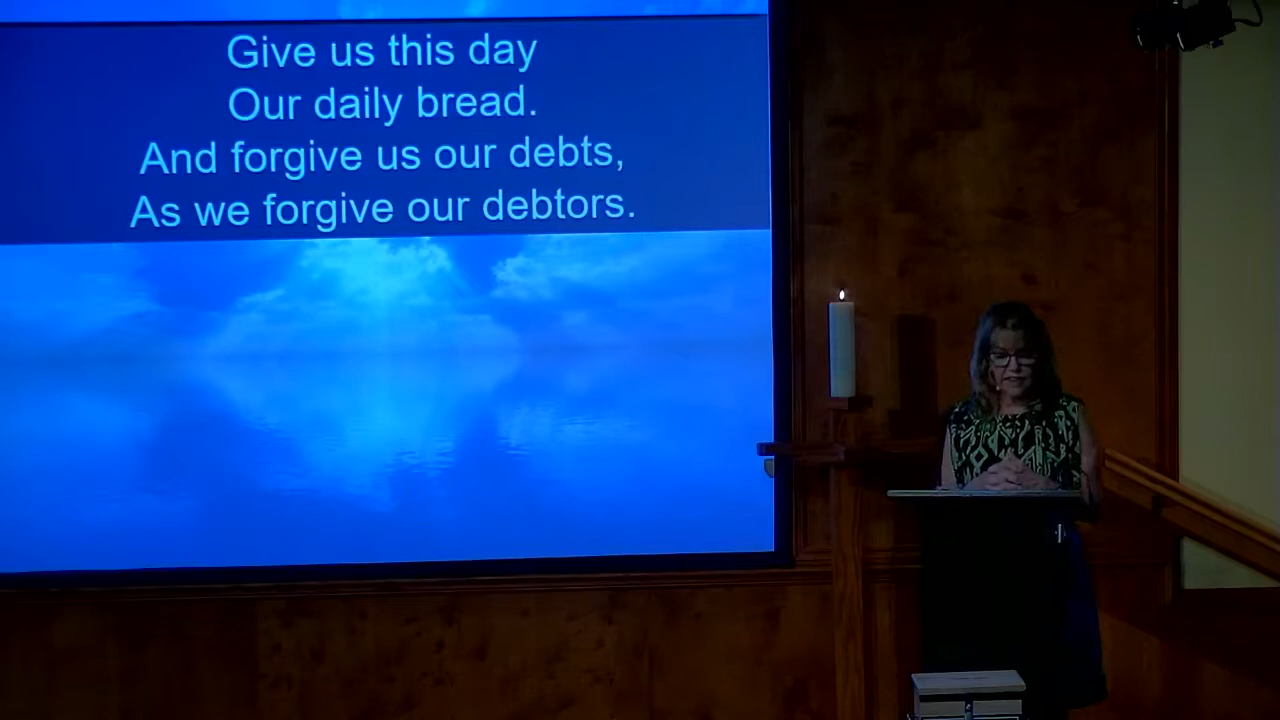 Give us this day
Our daily bread.
And forgive us our debts,
As we forgive our debtors.